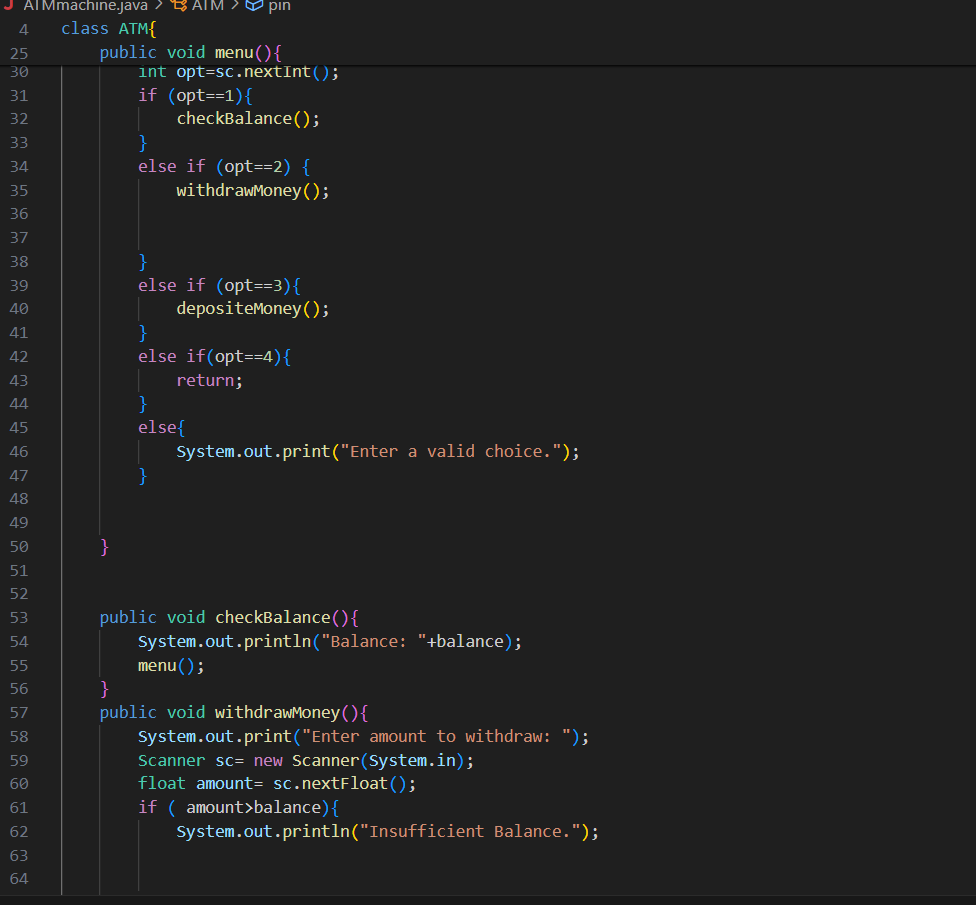 ATMmachine.java > ATM > pin
4 class ATM{
25 public void menu(){
30 int opt=sc.nextInt();
31 if (opt==1){
32 checkBalance();
33 }
34 else if (opt==2) {
35 withdrawMoney();
36
37
38 }
39 else if (opt==3){
40 depositeMoney();
41 }
42 else if(opt==4){
43 return;
44 }
45 else{
46 System.out.print("Enter a valid choice.");
47 }
48
49
50 }
51
52
53 public void checkBalance(){
54 System.out.println("Balance: "+balance);
55 menu();
56 }
57 public void withdrawMoney(){
58 System.out.print("Enter amount to withdraw: ");
59 Scanner sc= new Scanner(System.in);
60 float amount= sc.nextFloat();
61 if ( amount>balance){
62 System.out.println("Insufficient Balance.");
63
64